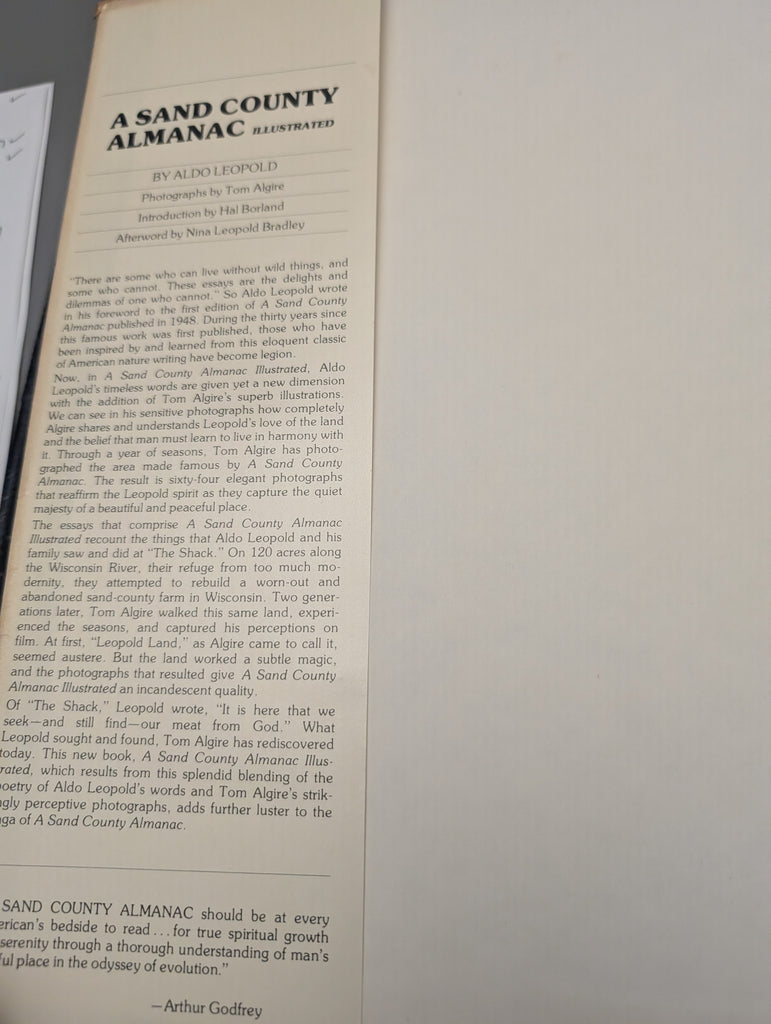 A SAND COUNTY
ALMANAC ILLUSTRATED
BY ALDO LEOPOLD
Photographs by Tom Algire
Introduction by Hal Borland
Afterword by Nina Leopold Bradley
"There are some who can live without wild things, and
some who cannot. These essays are the delights and
dilemmas of one who cannot." So Aldo Leopold wrote
in his foreword to the first edition of A Sand County
Almanac published in 1948. During the thirty years since
this famous work was first published, those who have
been inspired by and learned from this eloquent classic
of American nature writing have become legion.
Now, in A Sand County Almanac Illustrated, Aldo
Leopold's timeless words are given yet a new dimension
with the addition of Tom Algire's superb illustrations.
We can see in his sensitive photographs how completely
Algire shares and understands Leopold's love of the land
and the belief that man must learn to live in harmony with
it. Through a year of seasons, Tom Algire has photo-
graphed the area made famous by A Sand County
Almanac. The result is sixty-four elegant photographs
that reaffirm the Leopold spirit as they capture the quiet
majesty of a beautiful and peaceful place.
The essays that comprise A Sand County Almanac
Illustrated recount the things that Aldo Leopold and his
family saw and did at "The Shack." On 120 acres along
the Wisconsin River, their refuge from too much mo-
dernity, they attempted to rebuild a worn-out and
abandoned sand-county farm in Wisconsin. Two gener-
ations later, Tom Algire walked this same land, experi-
enced the seasons, and captured his perceptions on
film. At first, "Leopold Land," as Algire came to call it,
seemed austere. But the land worked a subtle magic,
and the photographs that resulted give A Sand County
Almanac Illustrated an incandescent quality.
Of "The Shack," Leopold wrote, "It is here that we
seek—and still find—our meat from God." What
Leopold sought and found, Tom Algire has rediscovered
today. This new book, A Sand County Almanac Illus-
rated, which results from this splendid blending of the
oetry of Aldo Leopold's words and Tom Algire's strik-
gly perceptive photographs, adds further luster to the
ga of A Sand County Almanac.
SAND COUNTY ALMANAC should be at every
erican's bedside to read...for true spiritual growth
serenity through a thorough understanding of man's
ul place in the odyssey of evolution."
—Arthur Godfrey